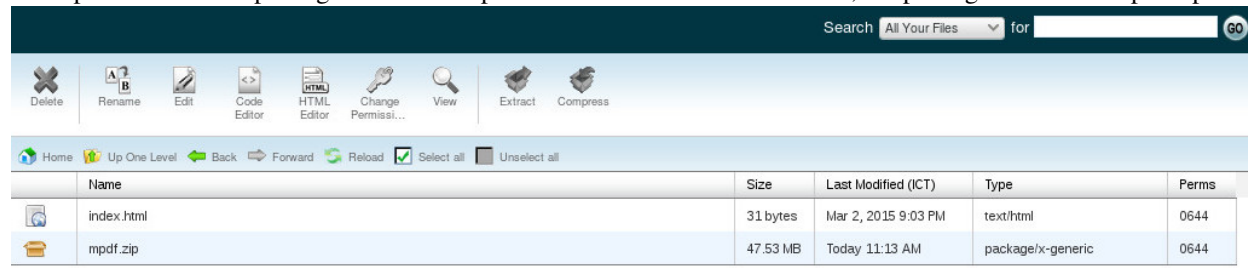 Search All Your Files for GO
Delete Rename Edit Code Editor HTML Editor Change Permissi... View Extract Compress
Home Up One Level Back Forward Reload Select all Unselect all
Name Size Last Modified (ICT) Type Perms
index.html 31 bytes Mar 2, 2015 9:03 PM text/html 0644
mpdf.zip 47.53 MB Today 11:13 AM package/x-generic 0644